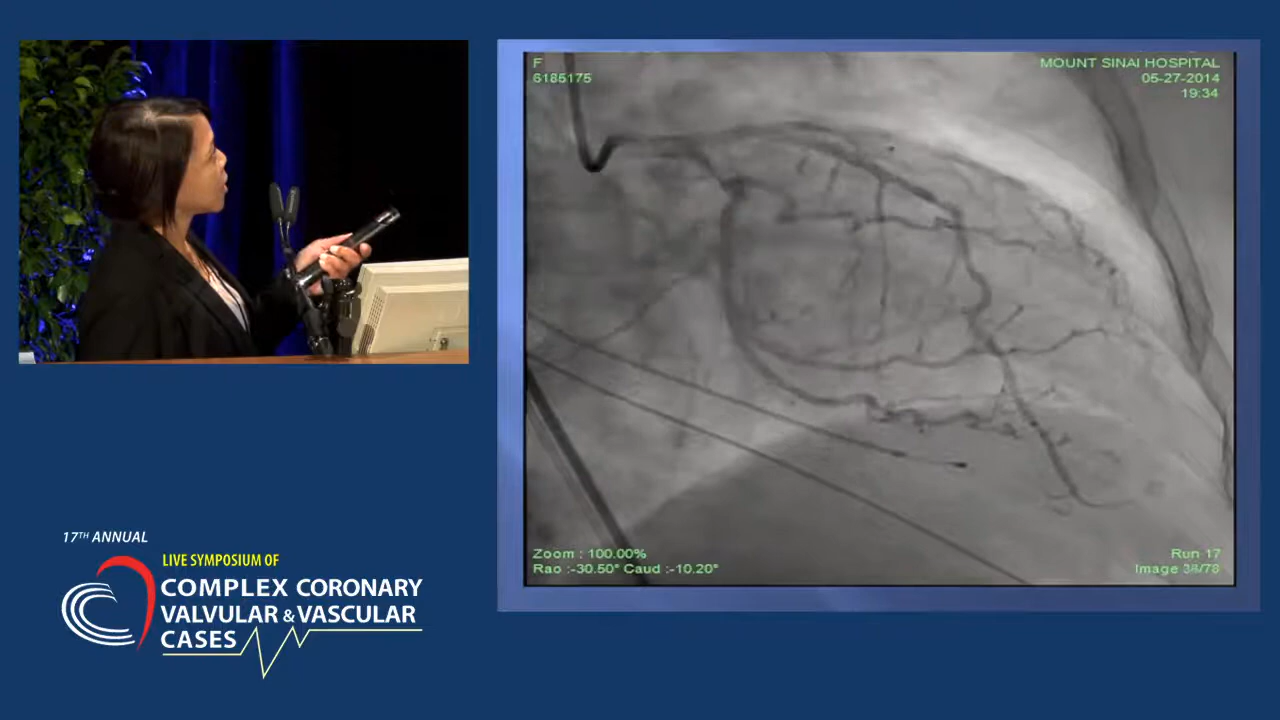 F
6185175
MOUNT SINAI HOSPITAL
05-27-2014
19:34
Zoom : 100.00%
Rao :-30.50° Caud :-10.20°
Run 17
Image 38/78
17TH ANNUAL
LIVE SYMPOSIUM OF
COMPLEX CORONARY
VALVULAR & VASCULAR
CASES